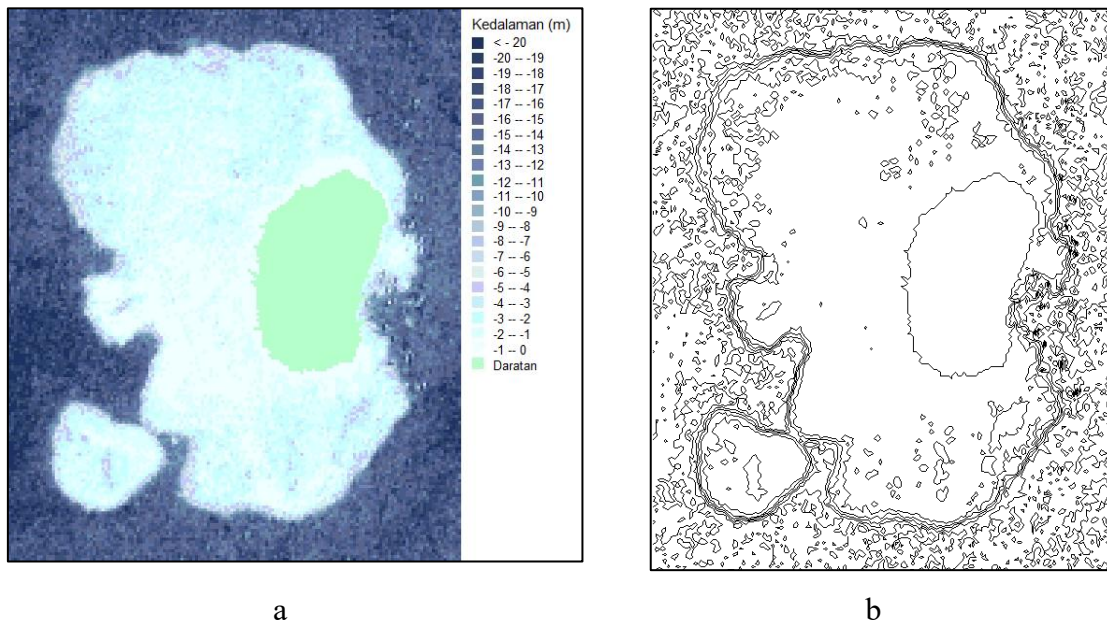 Kedalaman (m)
< - 20
-20 -- -19
-19 -- -18
-18 -- -17
-17 -- -16
-16 -- -15
-15 -- -14
-14 -- -13
-13 -- -12
-12 -- -11
-11 -- -10
-10 -- -9
-9 -- -8
-8 -- -7
-7 -- -6
-6 -- -5
-5 -- -4
-4 -- -3
-3 -- -2
-2 -- -1
-1 -- 0
Daratan
a
b